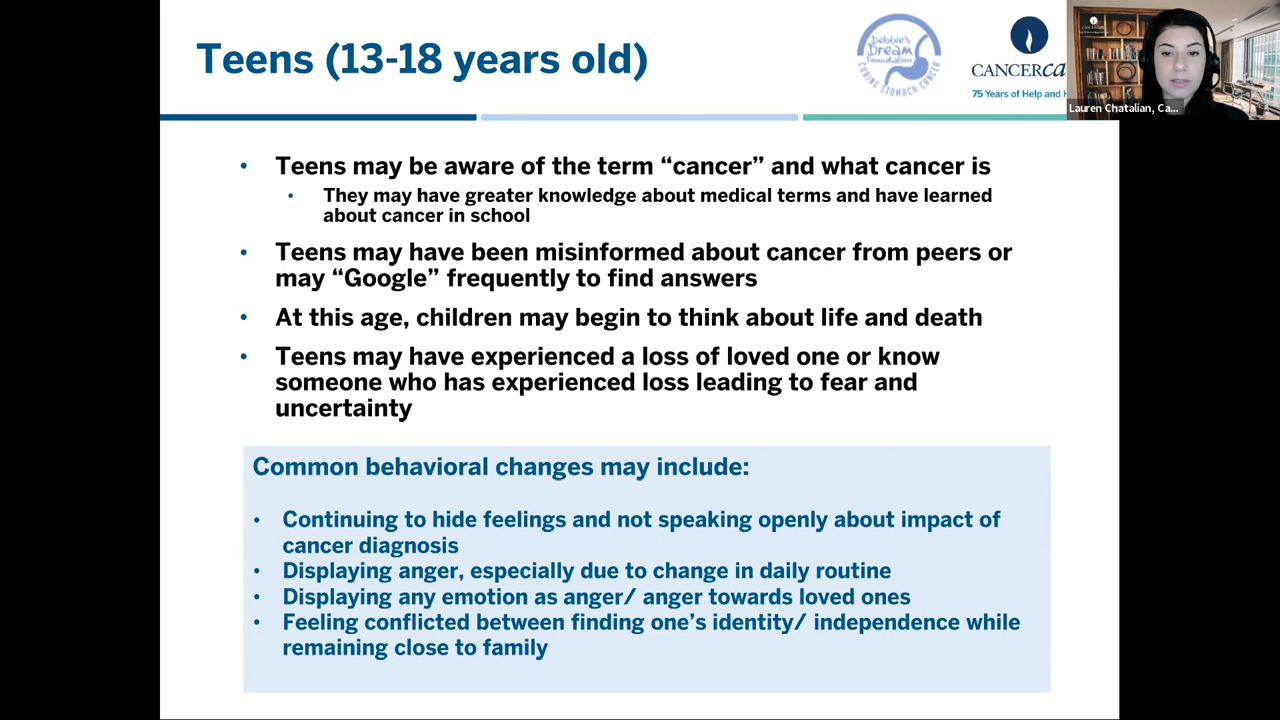 Teens (13-18 years old)
Debbie's
Dream
Foundation
CURING STOMACH CANCER
CANCERca
75 Years of Help and H
Lauren Chatalian, Ca...
• Teens may be aware of the term “cancer” and what cancer is
• They may have greater knowledge about medical terms and have learned
about cancer in school
• Teens may have been misinformed about cancer from peers or
may “Google” frequently to find answers
• At this age, children may begin to think about life and death
• Teens may have experienced a loss of loved one or know
someone who has experienced loss leading to fear and
uncertainty
Common behavioral changes may include:
• Continuing to hide feelings and not speaking openly about impact of
cancer diagnosis
• Displaying anger, especially due to change in daily routine
• Displaying any emotion as anger/ anger towards loved ones
• Feeling conflicted between finding one’s identity/ independence while
remaining close to family